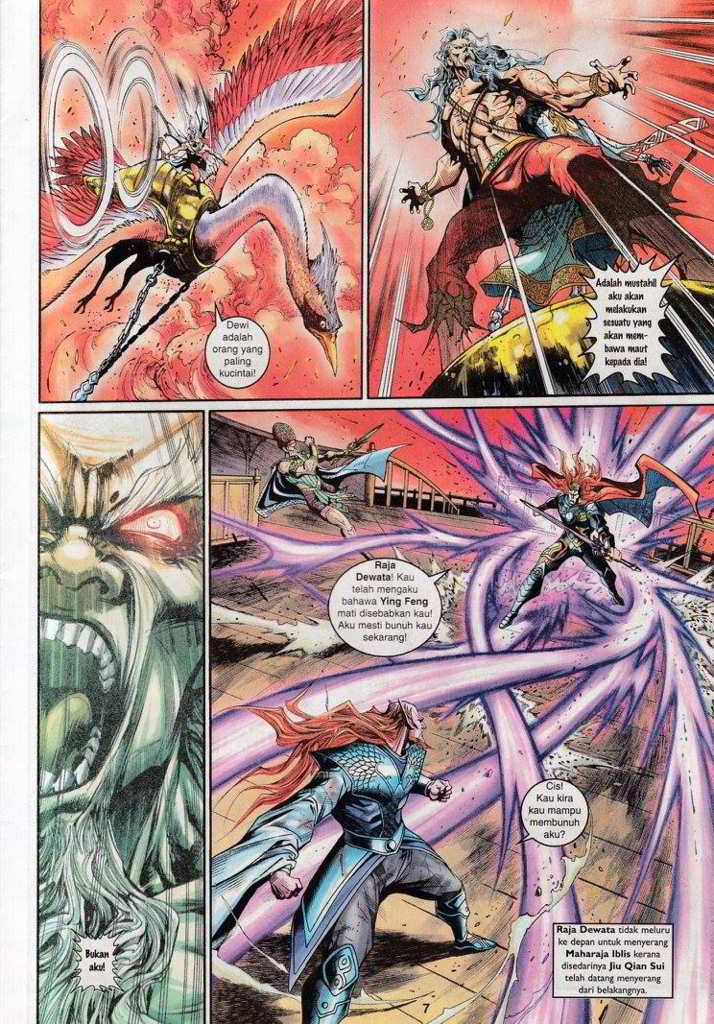 Dewi
adalah
orang yang
paling
kucintai!
Adalah mustahil
aku akan
melakukan
sesuatu yang
akan mem-
bawa maut
kepada dia!
Bukan
aku!
Raja
Dewata! Kau
telah mengaku
bahawa Ying Feng
mati disebabkan kau!
Aku mesti bunuh kau
sekarang!
Cis!
Kau kira
kau mampu
membunuh
aku?
Raja Dewata tidak meluru
ke depan untuk menyerang
Maharaja Iblis kerana
disedarinya Jiu Qian Sui
telah datang menyerang
dari belakangnya.
7